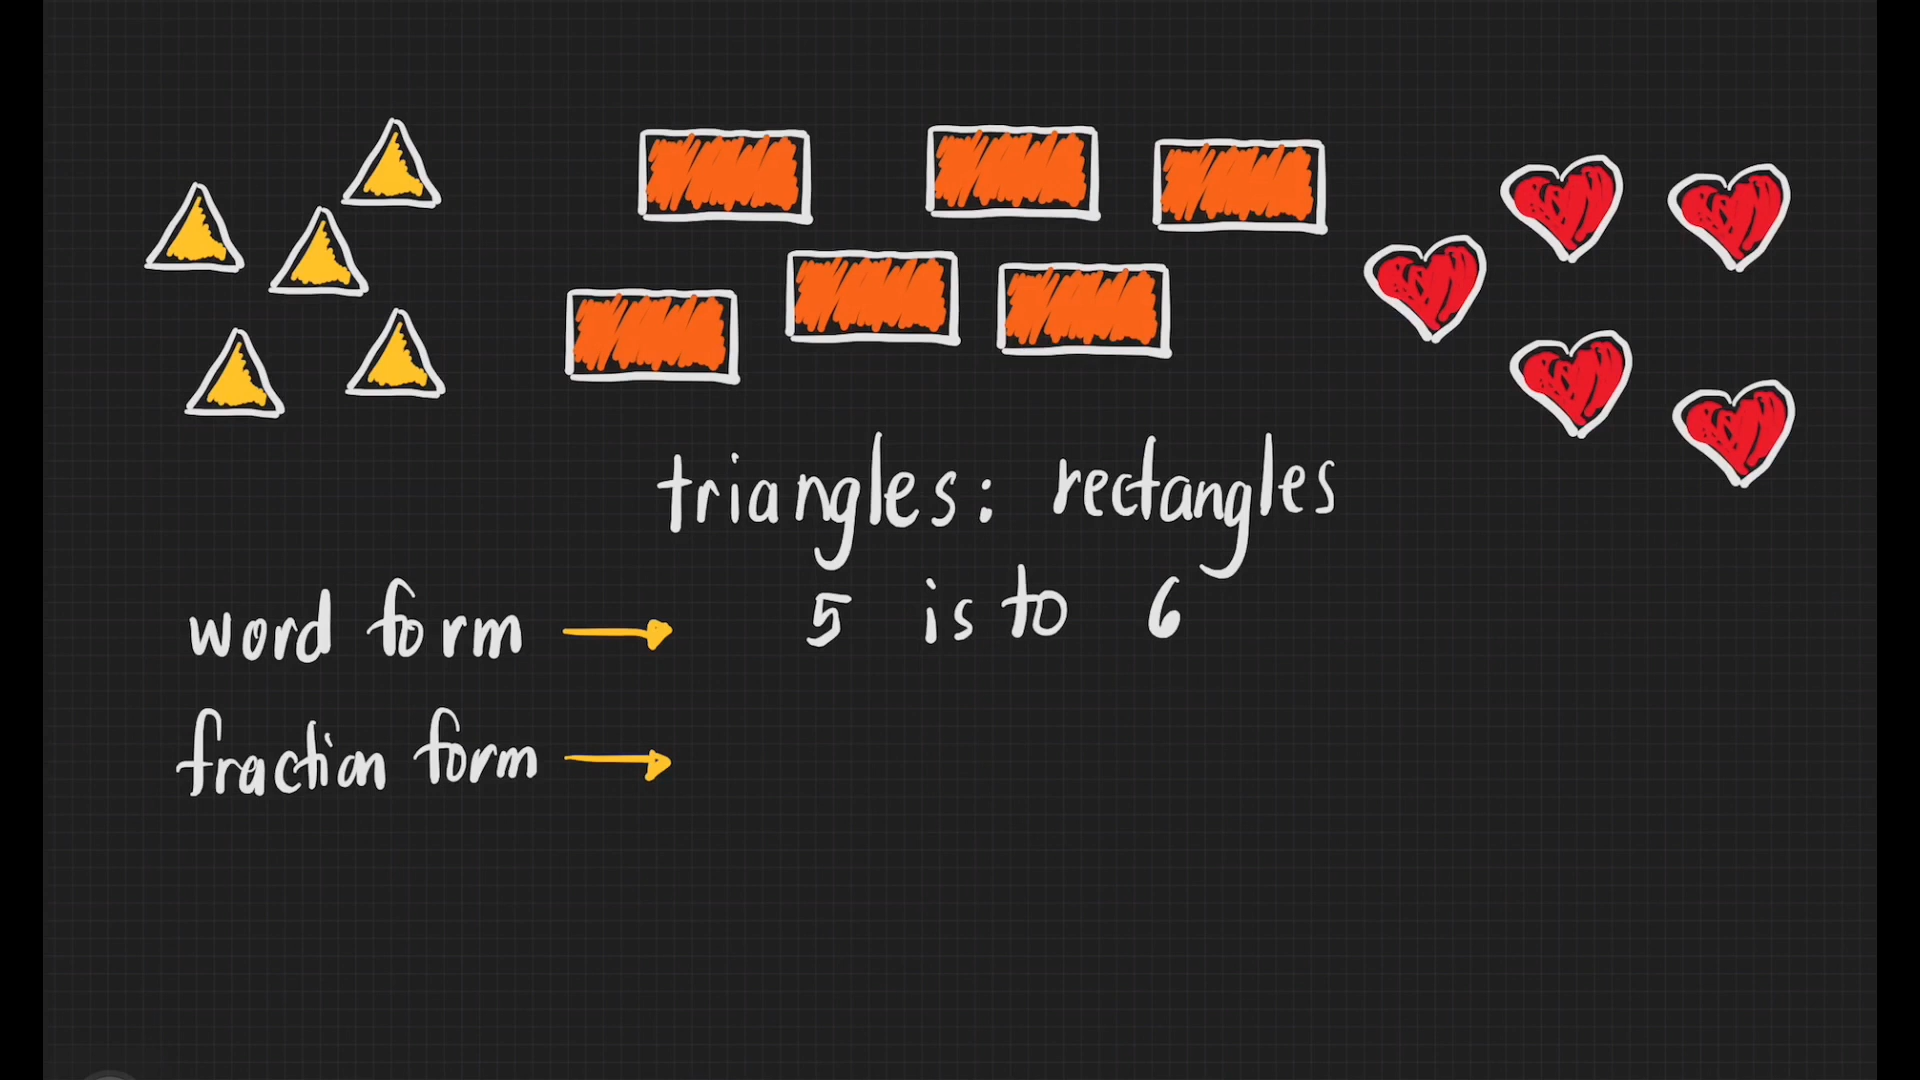 triangles: rectangles
word form → 5 is to 6
fraction form →